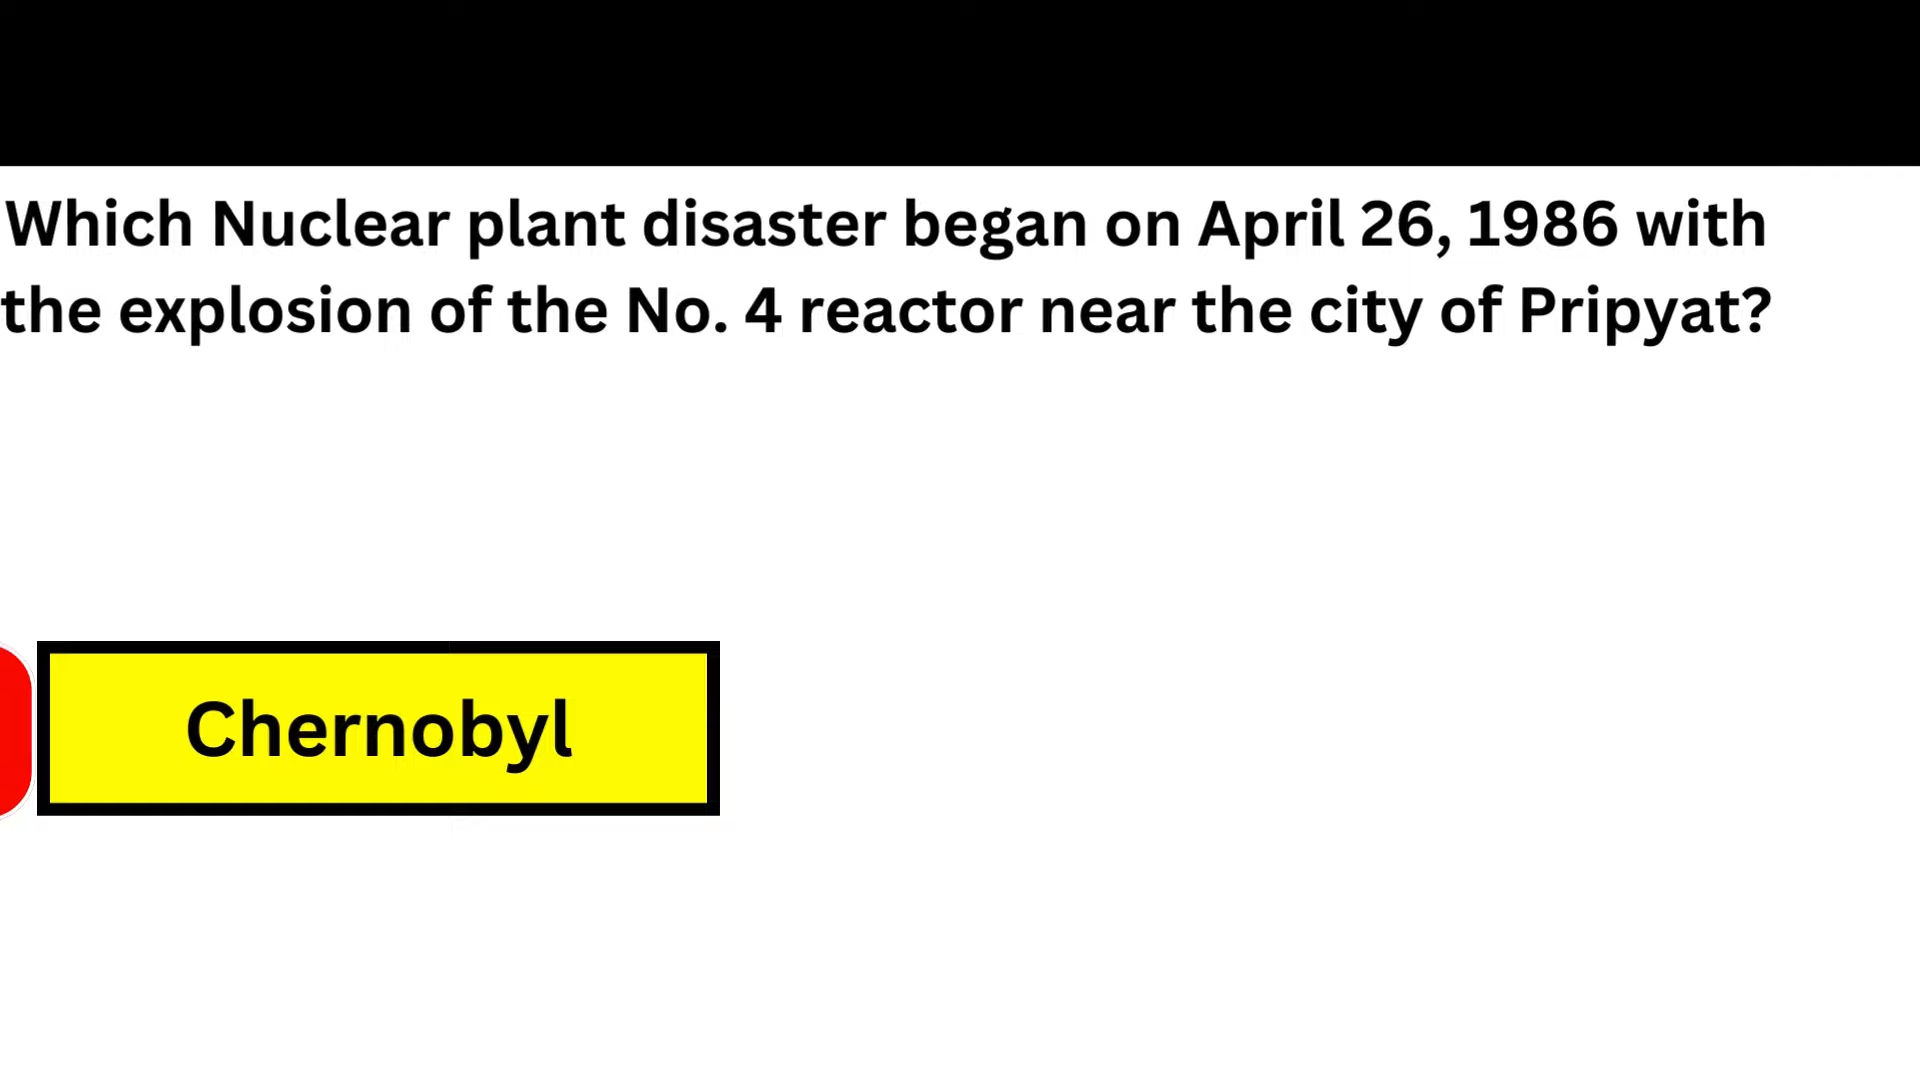 Which Nuclear plant disaster began on April 26, 1986 with
the explosion of the No. 4 reactor near the city of Pripyat?
Chernobyl